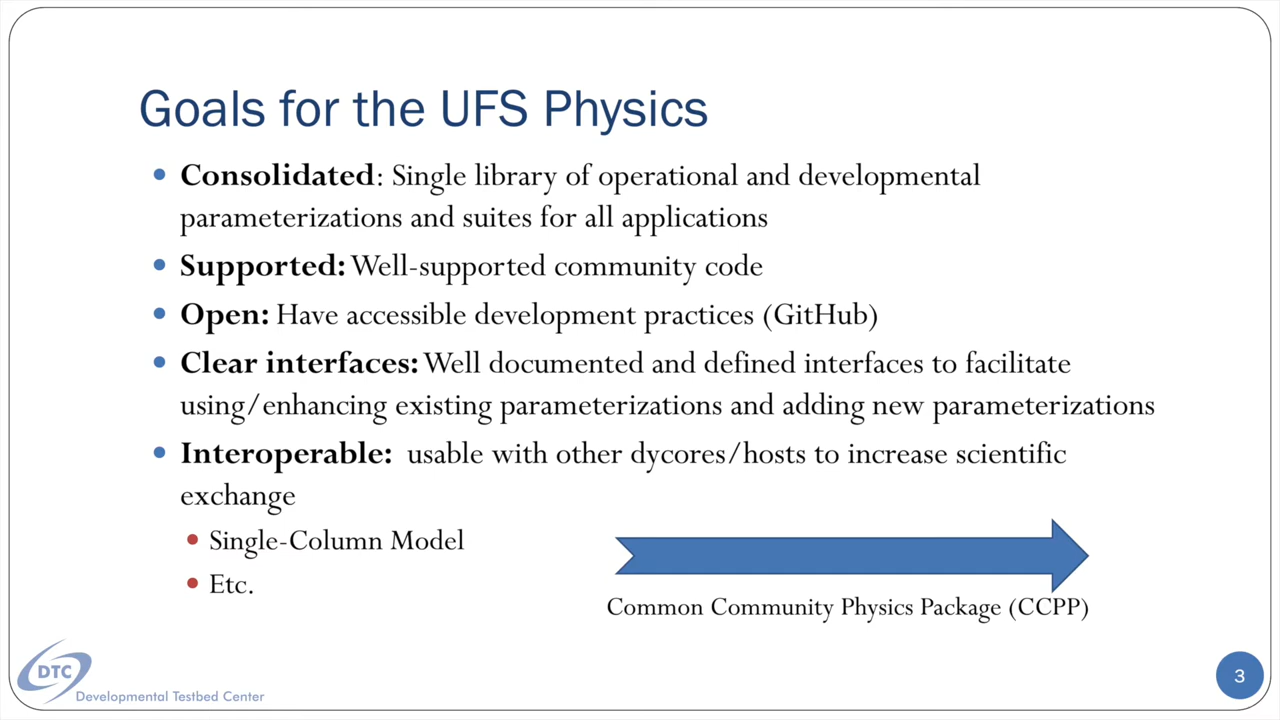 Goals for the UFS Physics
• Consolidated: Single library of operational and developmental
parameterizations and suites for all applications
• Supported: Well-supported community code
• Open: Have accessible development practices (GitHub)
• Clear interfaces: Well documented and defined interfaces to facilitate
using/enhancing existing parameterizations and adding new parameterizations
• Interoperable: usable with other dycores/hosts to increase scientific
exchange
• Single-Column Model
• Etc.
Common Community Physics Package (CCPP)
DTC
Developmental Testbed Center
3